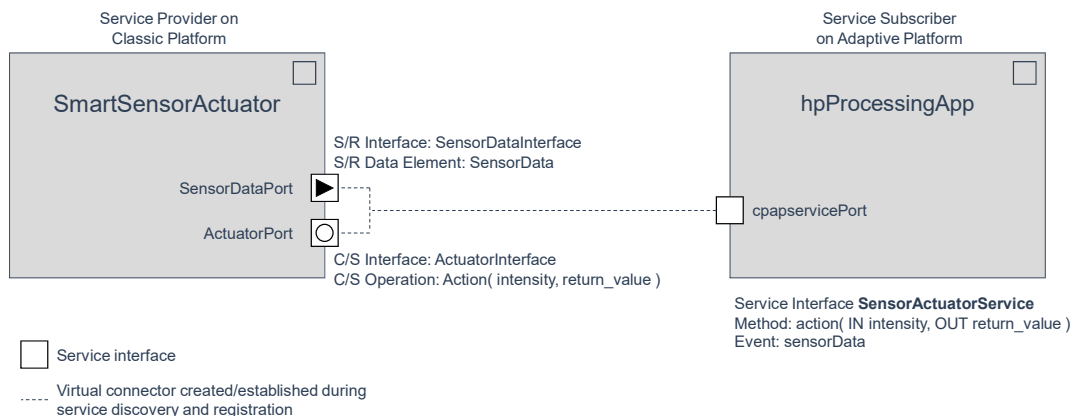 Service Provider on
Classic Platform
Service Subscriber
on Adaptive Platform
SmartSensorActuator
hpProcessingApp
S/R Interface: SensorDataInterface
S/R Data Element: SensorData
SensorDataPort
ActuatorPort
cpapservicePort
C/S Interface: ActuatorInterface
C/S Operation: Action( intensity, return_value )
Service Interface SensorActuatorService
Method: action( IN intensity, OUT return_value )
Event: sensorData
Service interface
Virtual connector created/established during
service discovery and registration